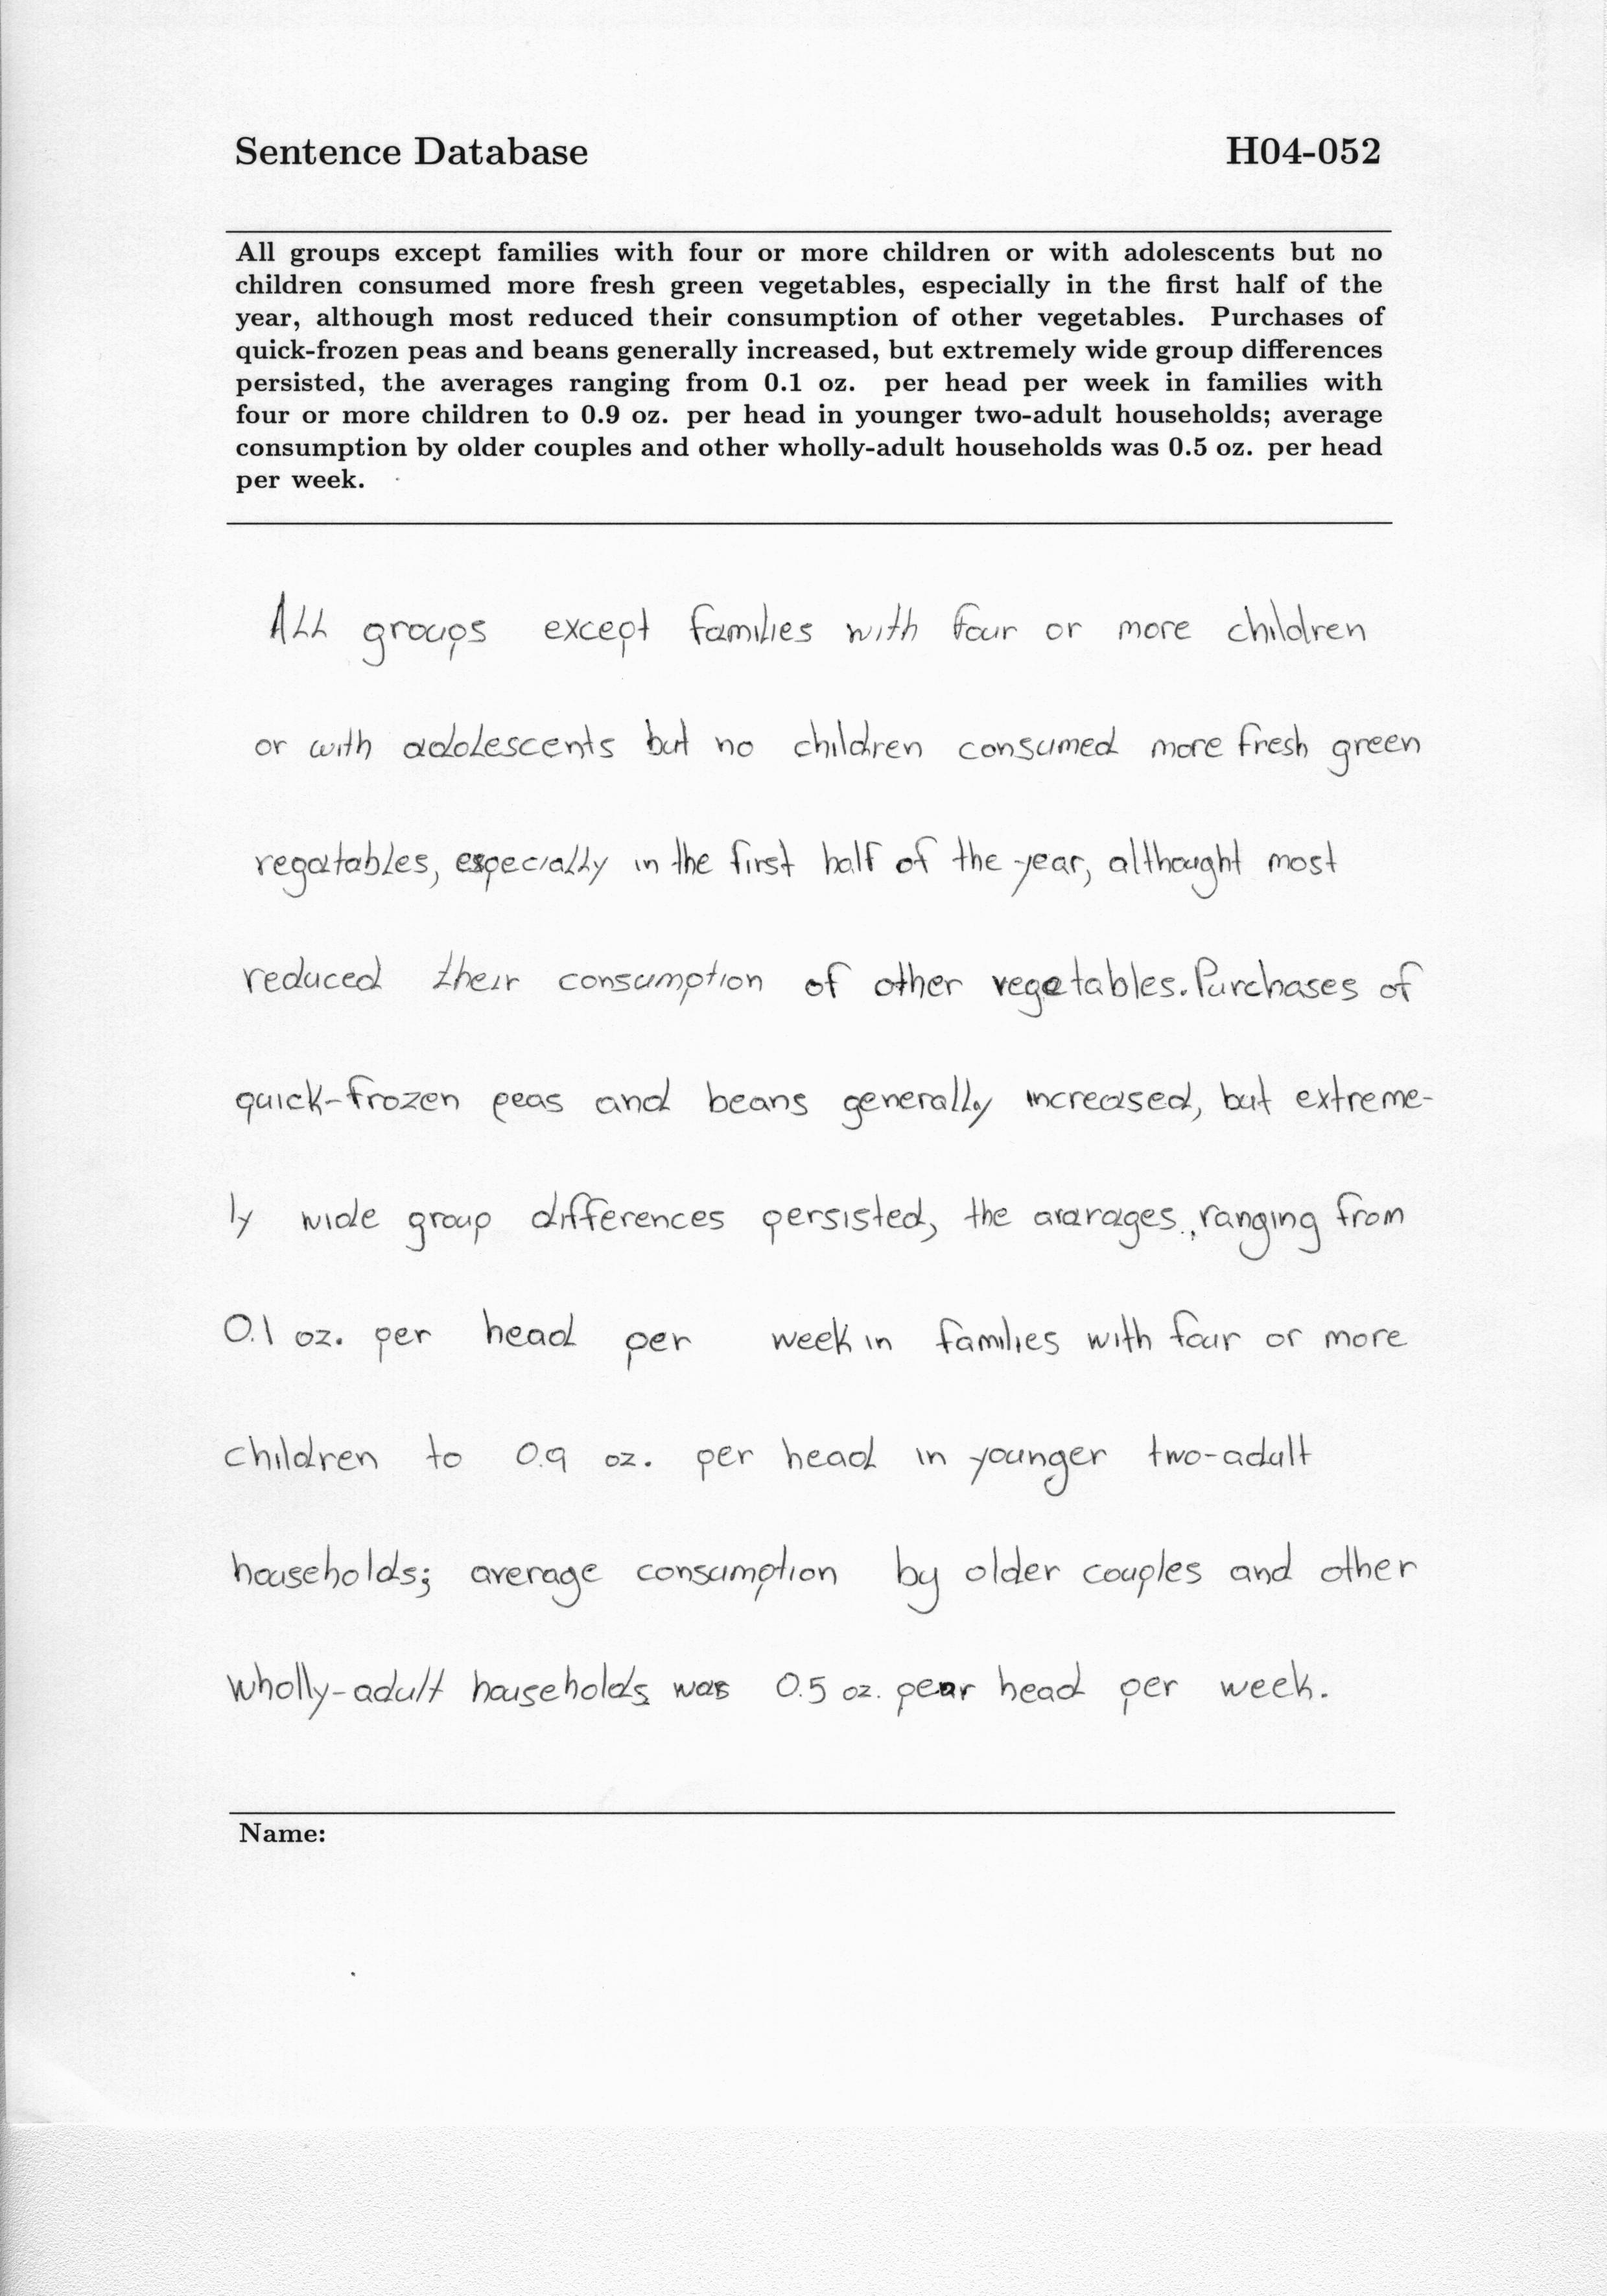 Sentence Database H04-052
All groups except families with four or more children or with adolescents but no
children consumed more fresh green vegetables, especially in the first half of the
year, although most reduced their consumption of other vegetables. Purchases of
quick-frozen peas and beans generally increased, but extremely wide group differences
persisted, the averages ranging from 0.1 oz. per head per week in families with
four or more children to 0.9 oz. per head in younger two-adult households; average
consumption by older couples and other wholly-adult households was 0.5 oz. per head
per week.
All groups except families with four or more children
or with adolescents but no children consumed more fresh green
vegatables, especially in the first half of the year, althought most
reduced their consumption of other vegetables. Purchases of
quick-frozen peas and beans generally increased, but extreme-
ly wide group differences persisted, the avarages, ranging from
0.1 oz. per head per week in families with four or more
children to 0.9 oz. per head in younger two-adult
households; average consumption by older couples and other
wholly-adult households was 0.5 oz. pear head per week.
Name: